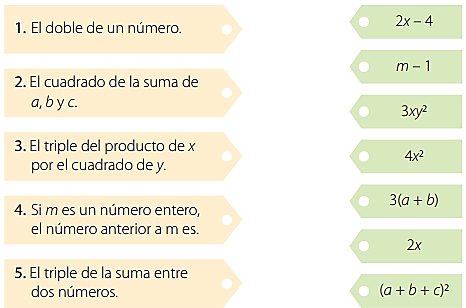 1. El doble de un número.
2. El cuadrado de la suma de
a, b y c.
3. El triple del producto de x
por el cuadrado de y.
4. Si m es un número entero,
el número anterior a m es.
5. El triple de la suma entre
dos números.
2x – 4
m – 1
3xy²
4x²
3(a + b)
2x
(a + b + c)²